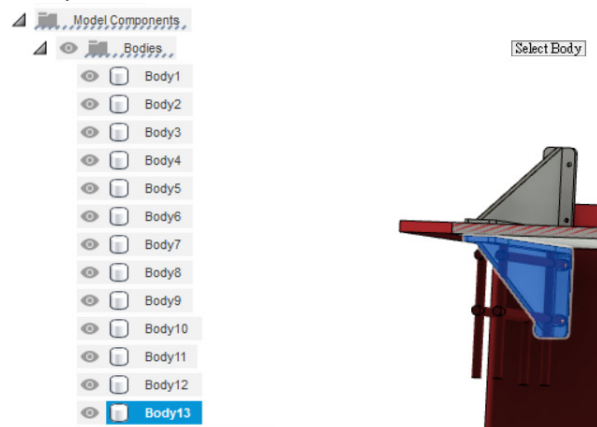 Model Components
Bodies
Select Body
Body1
Body2
Body3
Body4
Body5
Body6
Body7
Body8
Body9
Body10
Body11
Body12
Body13